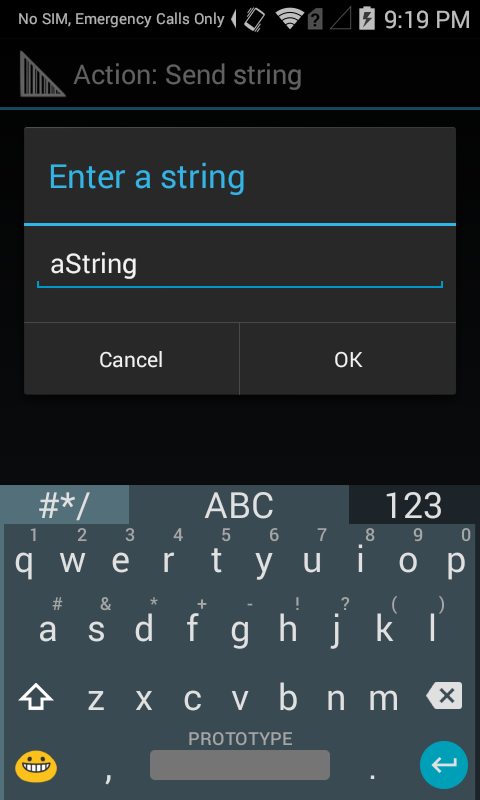 No SIM, Emergency Calls Only ? 9:19 PM
Action: Send string
Enter a string
aString
Cancel OK
#*/ ABC 123
1 2 3 4 5 6 7 8 9 0
q w e r t y u i o p
# & * + - ! ? ( )
a s d f g h j k l
z x c v b n m
PROTOTYPE
, .